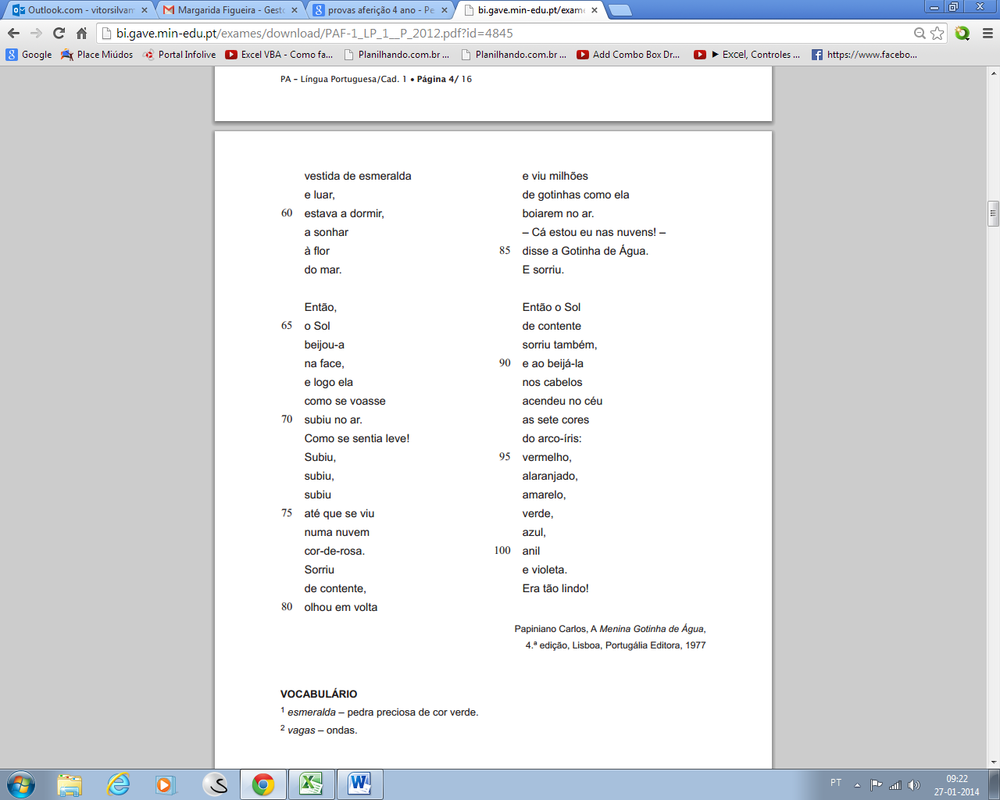 Outlook.com - vitorsilvam
Margarida Figueira - Gesto
provas aferição 4 ano - Pe
bi.gave.min-edu.pt/exame
bi.gave.min-edu.pt/exames/download/PAF-1_LP_1__P_2012.pdf?id=4845
Google
Place Miúdos
Portal Infolive
Excel VBA - Como fa...
Planilhando.com.br ...
Planilhando.com.br ...
Add Combo Box Dr...
► Excel, Controles ...
https://www.facebo...
PA – Língua Portuguesa/Cad. 1 • Página 4/ 16
vestida de esmeralda
e luar,
60 estava a dormir,
a sonhar
à flor
do mar.
Então,
65 o Sol
beijou-a
na face,
e logo ela
como se voasse
70 subiu no ar.
Como se sentia leve!
Subiu,
subiu,
subiu
75 até que se viu
numa nuvem
cor-de-rosa.
Sorriu
de contente,
80 olhou em volta
e viu milhões
de gotinhas como ela
boiarem no ar.
– Cá estou eu nas nuvens! –
85 disse a Gotinha de Água.
E sorriu.
Então o Sol
de contente
sorriu também,
90 e ao beijá-la
nos cabelos
acendeu no céu
as sete cores
do arco-íris:
95 vermelho,
alaranjado,
amarelo,
verde,
azul,
100 anil
e violeta.
Era tão lindo!
Papiniano Carlos, A Menina Gotinha de Água,
4.ª edição, Lisboa, Portugália Editora, 1977
VOCABULÁRIO
1 esmeralda – pedra preciosa de cor verde.
2 vagas – ondas.
PT
09:22
27-01-2014